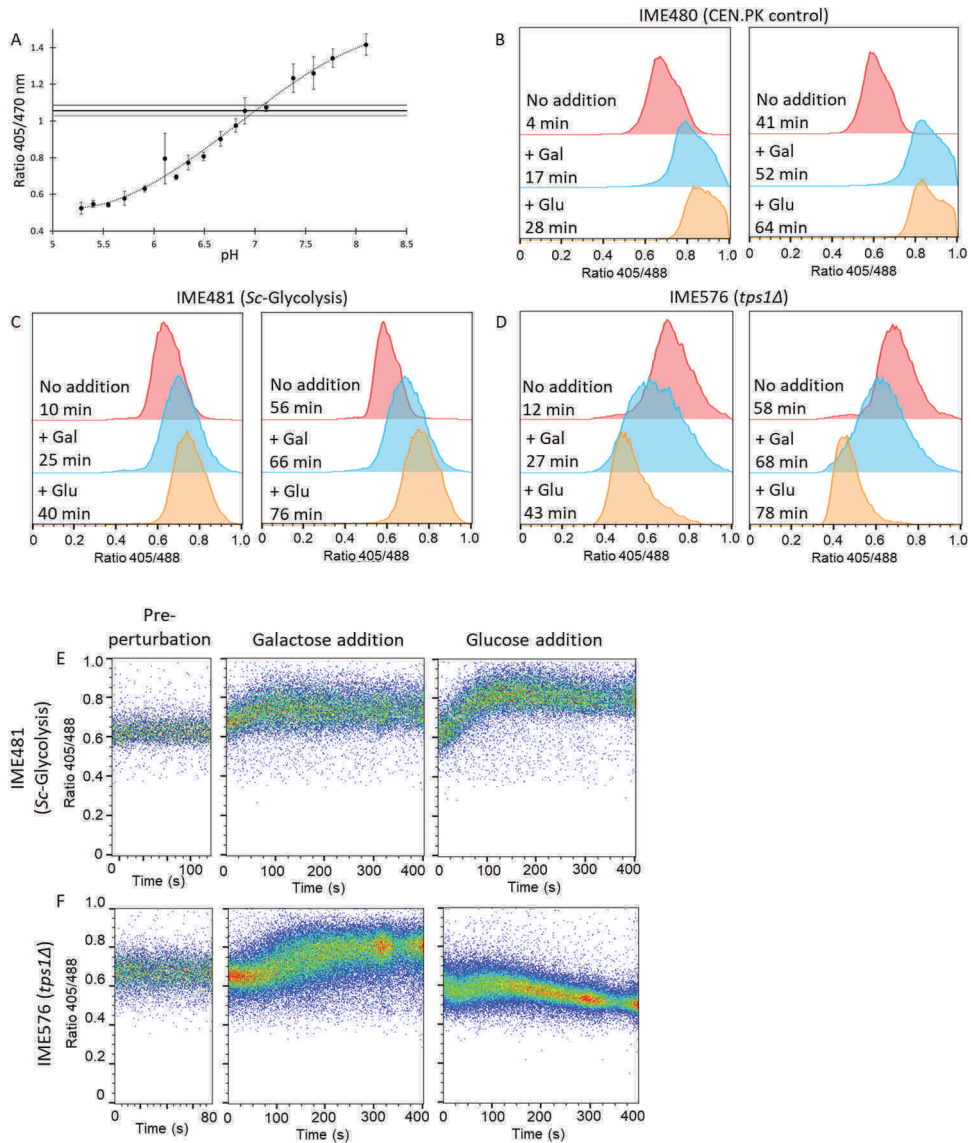 A
Ratio 405/470 nm
1.4
1.2
1
0.8
0.6
0.4
5
5.5
6
6.5
7
7.5
8
8.5
pH
IME480 (CEN.PK control)
B
No addition
4 min
+ Gal
17 min
+ Glu
28 min
0 0.2 0.4 0.6 0.8 1.0
Ratio 405/488
No addition
41 min
+ Gal
52 min
+ Glu
64 min
0 0.2 0.4 0.6 0.8 1.0
Ratio 405/488
IME481 (Sc-Glycolysis)
C
No addition
10 min
+ Gal
25 min
+ Glu
40 min
0 0.2 0.4 0.6 0.8 1.0
Ratio 405/488
No addition
56 min
+ Gal
66 min
+ Glu
76 min
0 0.2 0.4 0.6 0.8 1.0
Ratio 405/488
IME576 (tps1Δ)
D
No addition
12 min
+ Gal
27 min
+ Glu
43 min
0 0.2 0.4 0.6 0.8 1.0
Ratio 405/488
No addition
58 min
+ Gal
68 min
+ Glu
78 min
0 0.2 0.4 0.6 0.8 1.0
Ratio 405/488
Pre-
perturbation
Galactose addition
Glucose addition
E
IME481
(Sc-Glycolysis)
Ratio 405/488
1.0
0.8
0.6
0.4
0.2
0
0 100
Time (s)
0 100 200 300 400
Time (s)
0 100 200 300 400
Time (s)
F
IME576 (tps1Δ)
Ratio 405/488
1.0
0.8
0.6
0.4
0.2
0
0 80
Time (s)
0 100 200 300 400
Time (s)
0 100 200 300 400
Time (s)